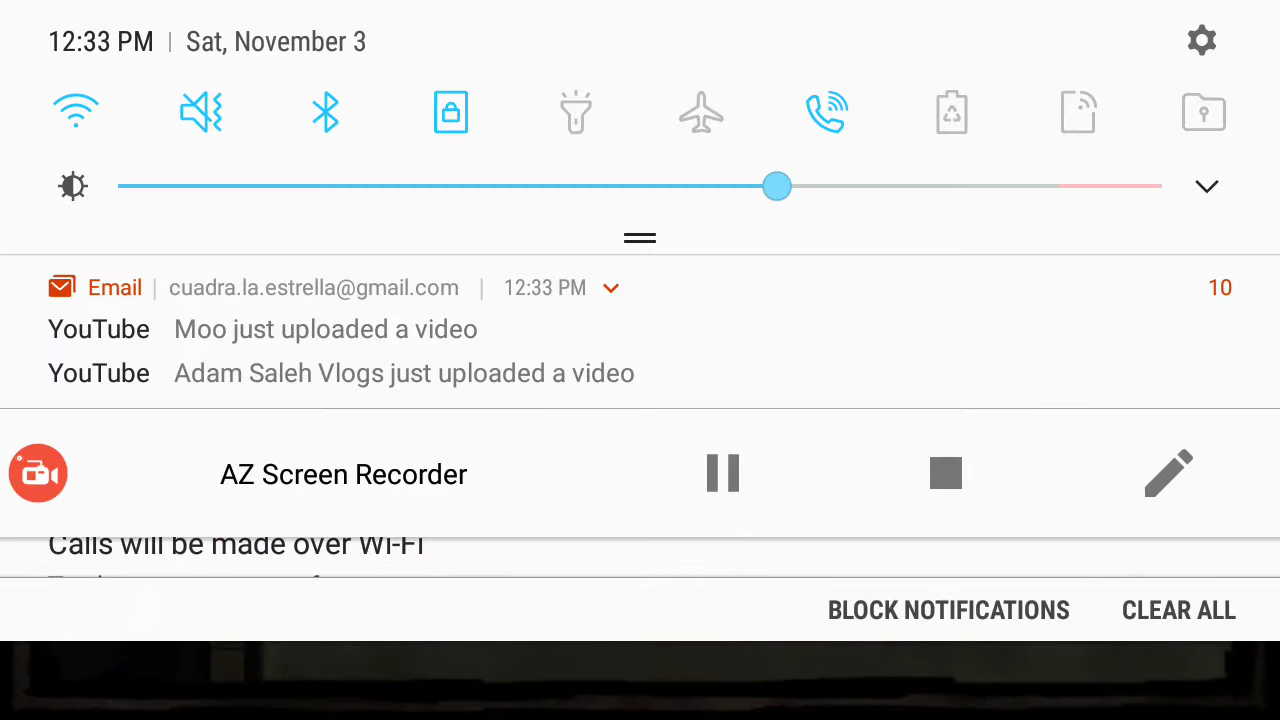 12:33 PM | Sat, November 3
Email | cuadra.la.estrella@gmail.com | 12:33 PM 10
YouTube Moo just uploaded a video
YouTube Adam Saleh Vlogs just uploaded a video
AZ Screen Recorder
Calls will be made over Wi-Fi
BLOCK NOTIFICATIONS CLEAR ALL